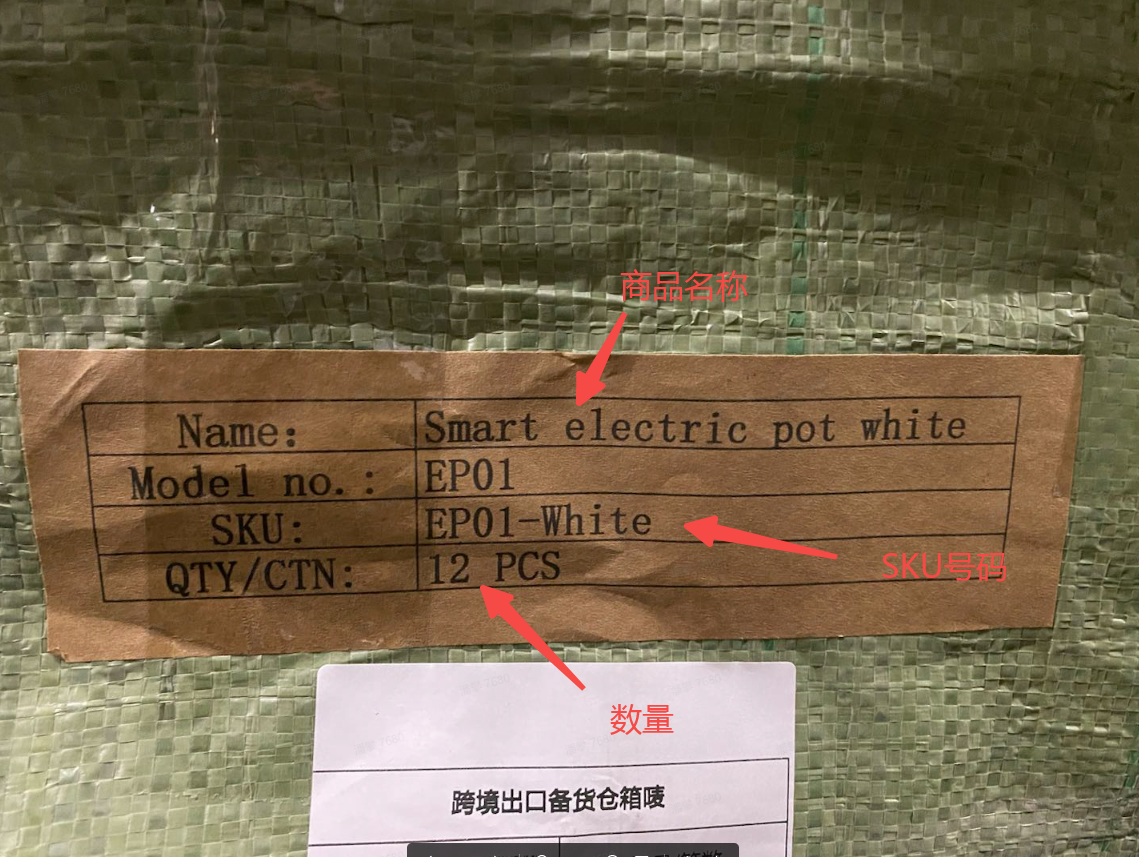 商品名称
Name: Smart electric pot white
Model no.: EP01
SKU: EP01-White
SKU号码
QTY/CTN: 12 PCS
数量
跨境出口备货仓箱唛